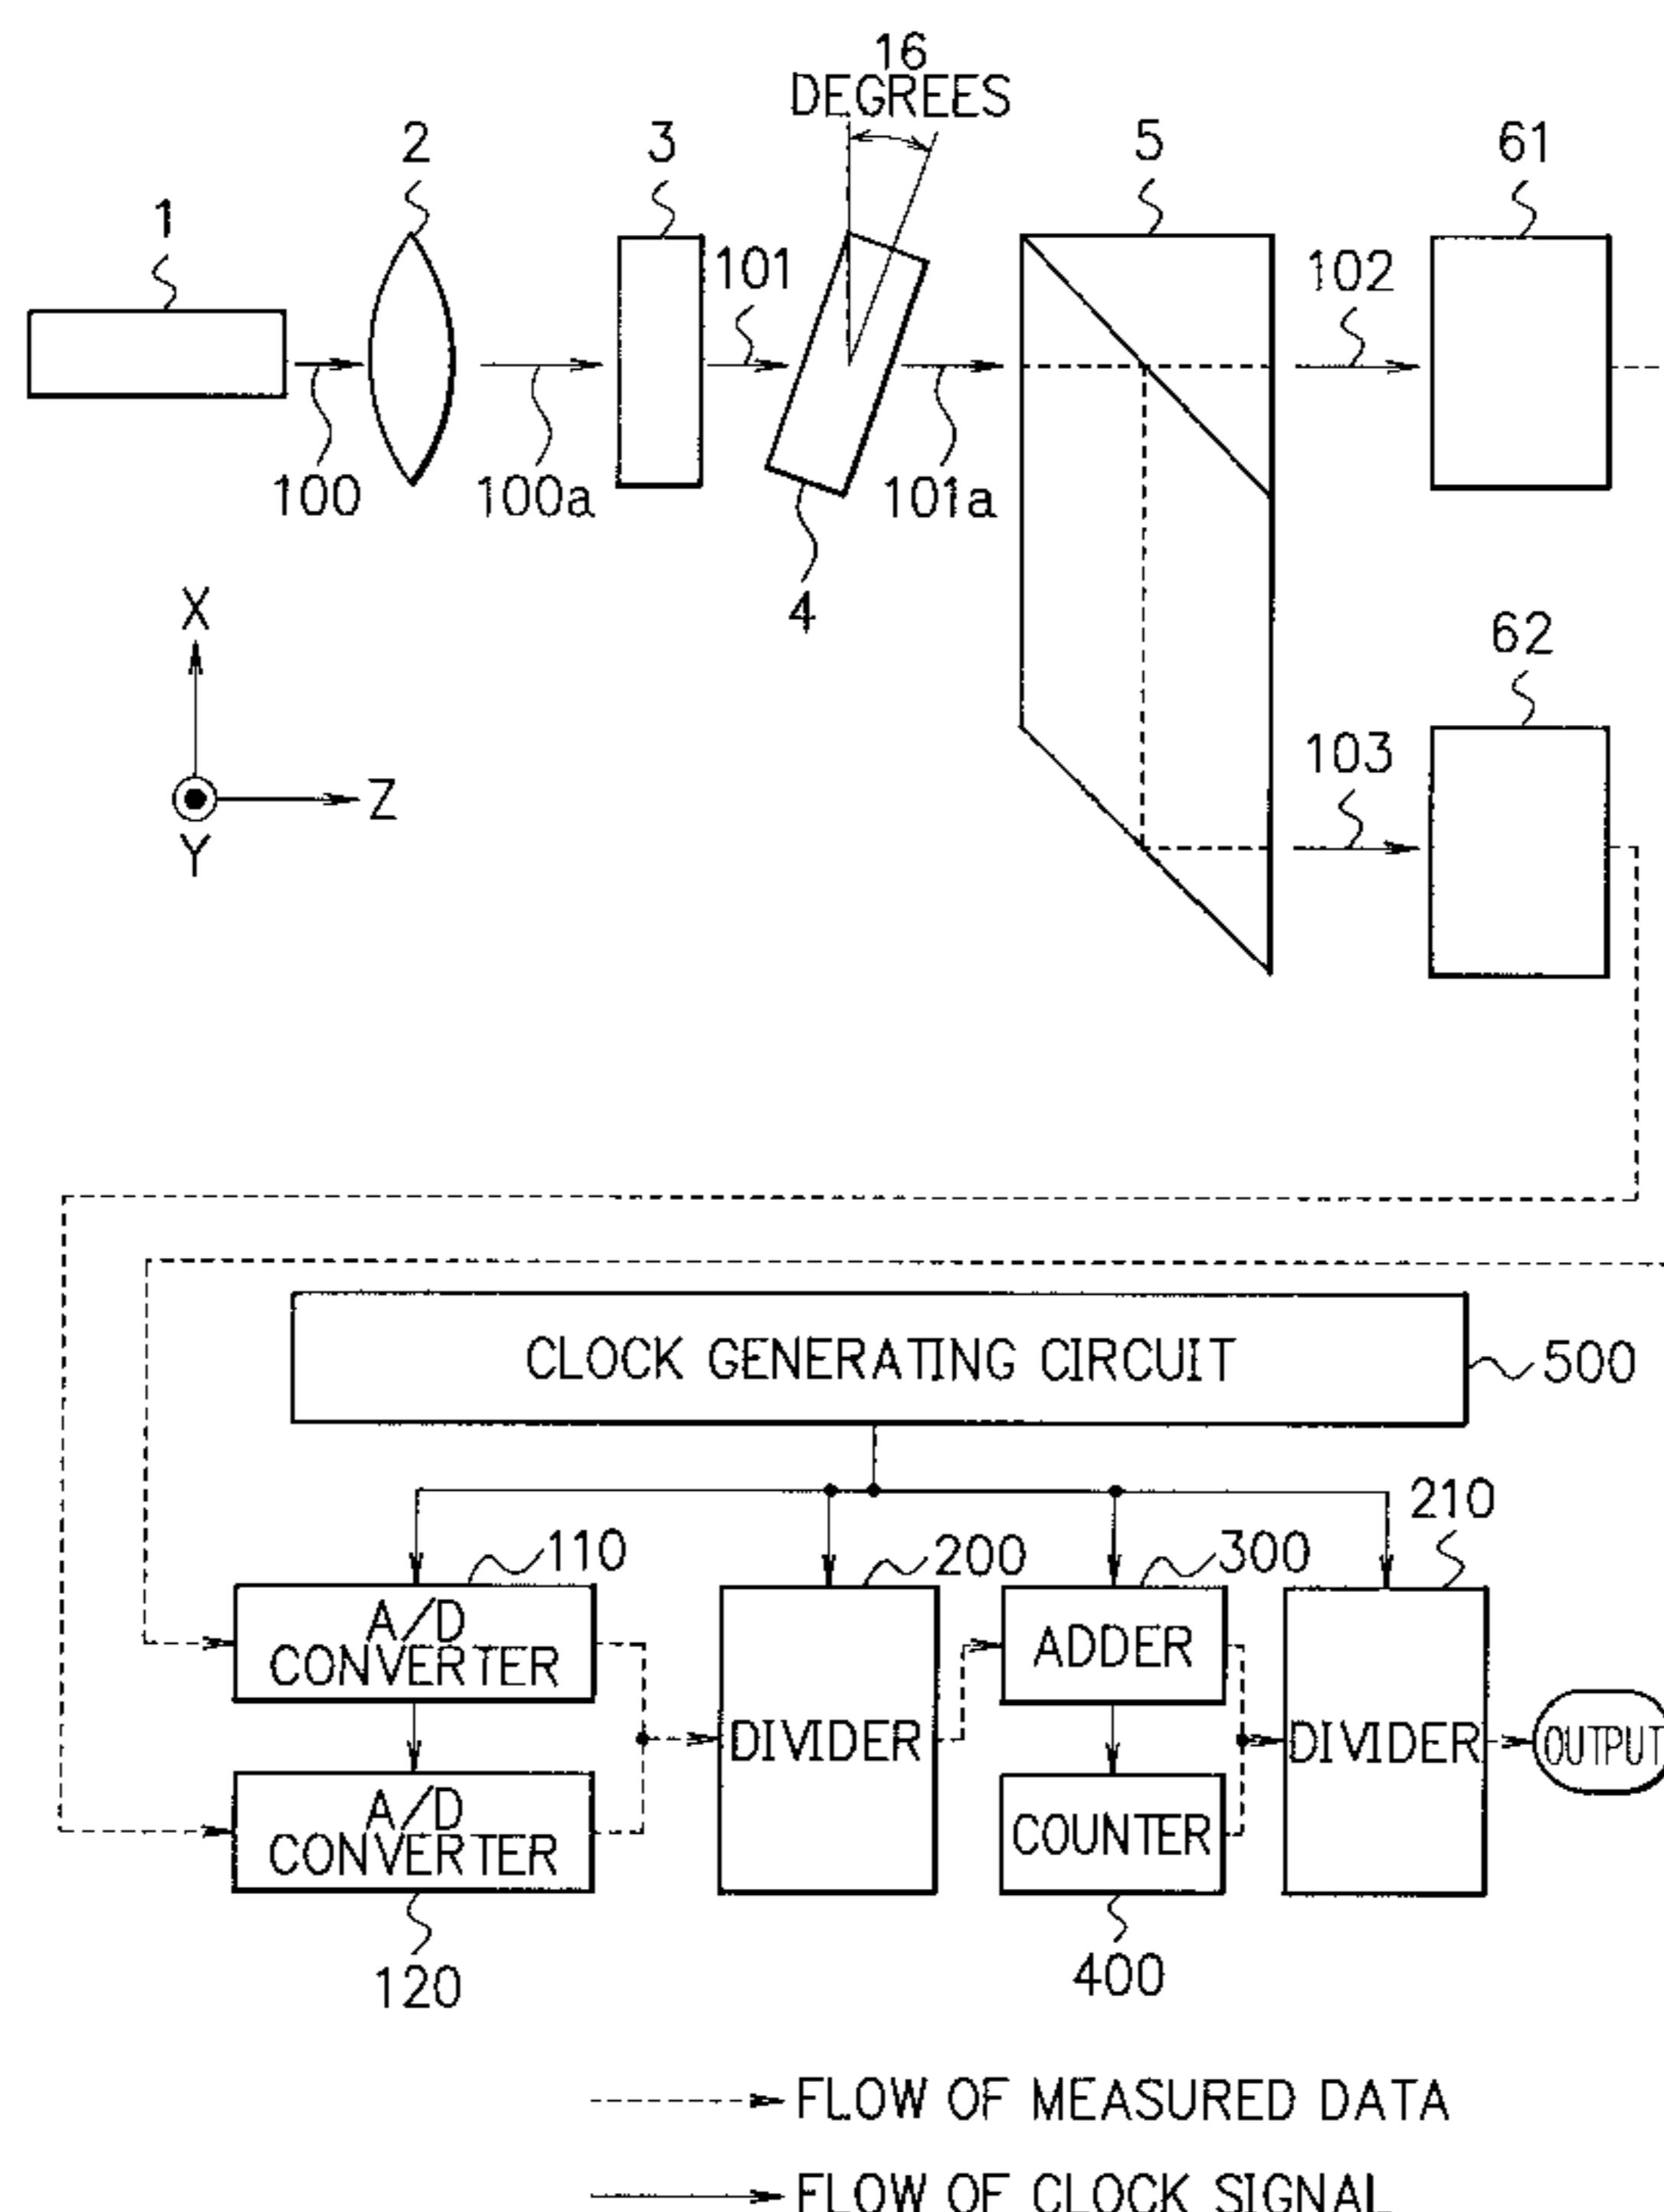 16
DEGREES
2
3
5
61
1
101
102
100
100a
101a
4
X
62
103
Z
Y
CLOCK GENERATING CIRCUIT
500
210
110
200
300
A/D
CONVERTER
ADDER
DIVIDER
DIVIDER
OUTPUT
A/D
CONVERTER
COUNTER
120
400
FLOW OF MEASURED DATA
FLOW OF CLOCK SIGNAL